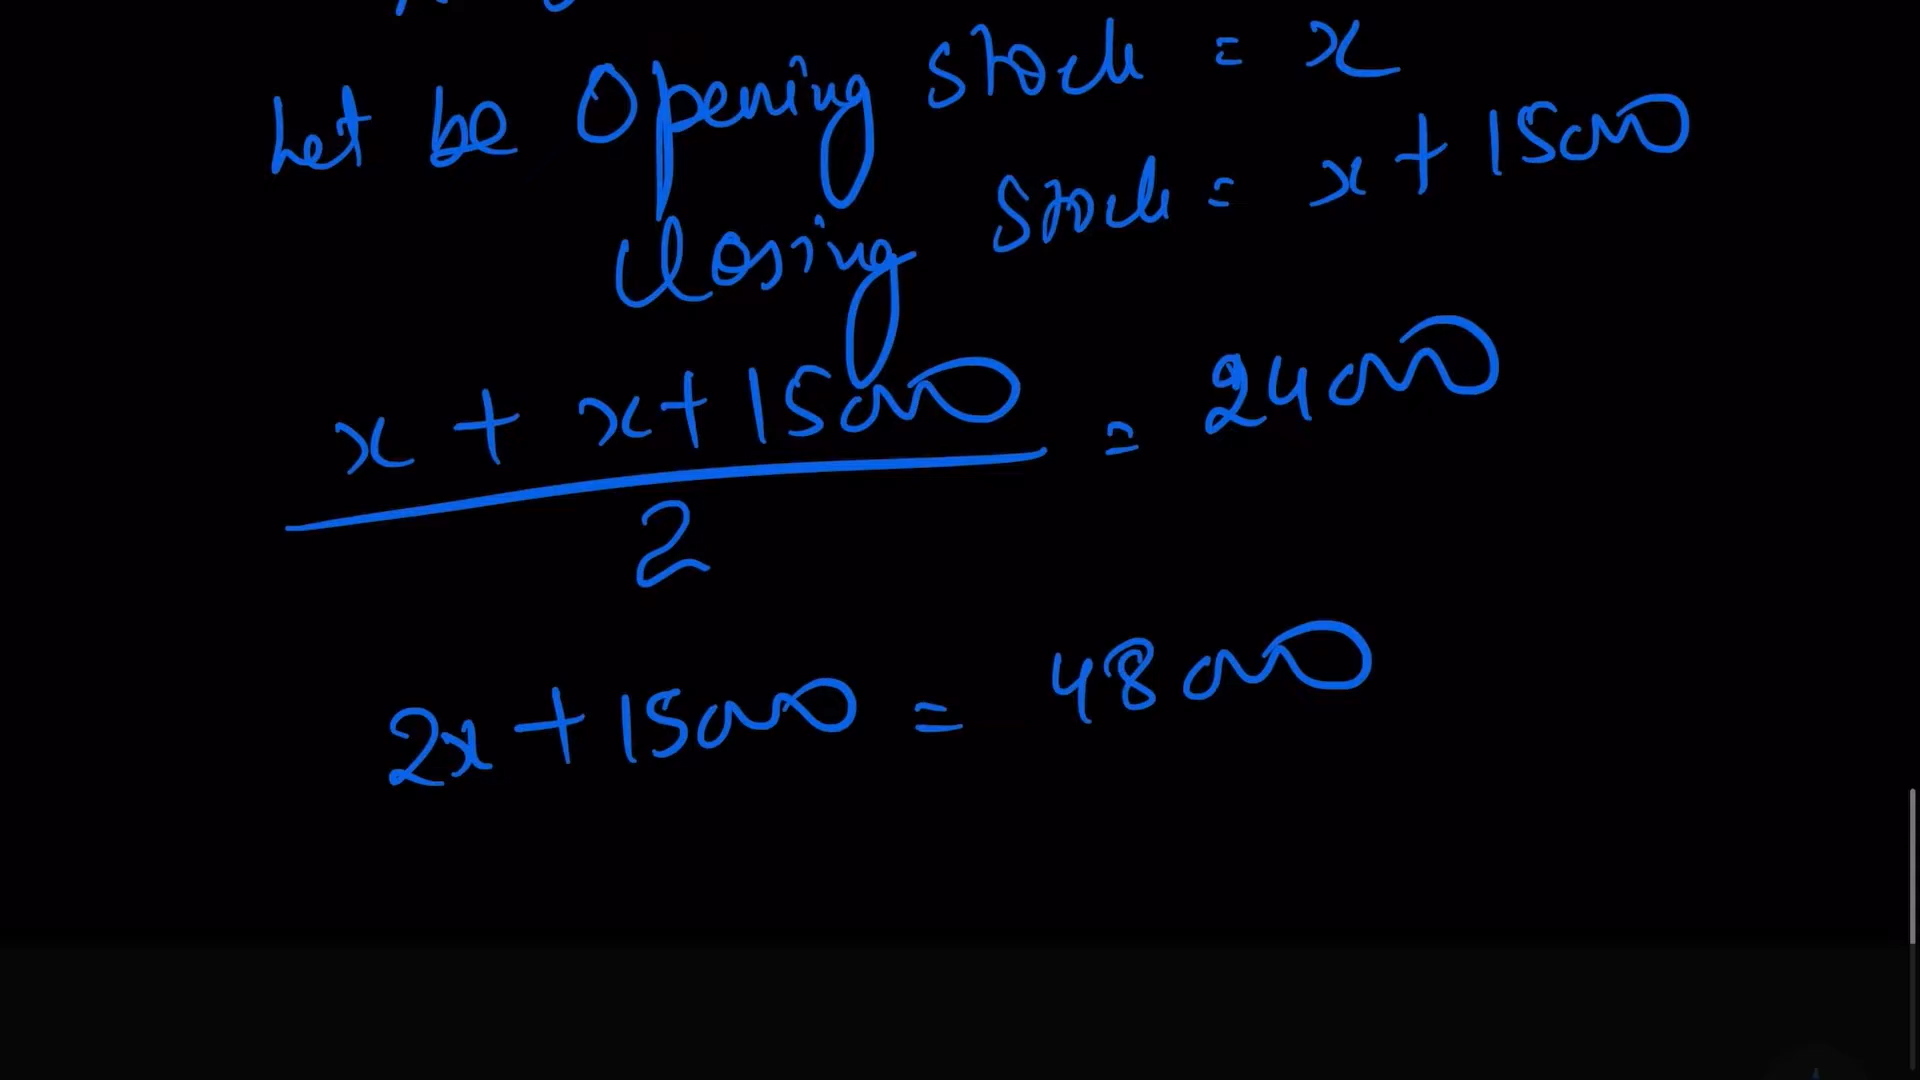 Let be Opening Stock = x
Closing Stock = x + 15000
x + x + 15000 = 24000
2
2x + 15000 = 48000